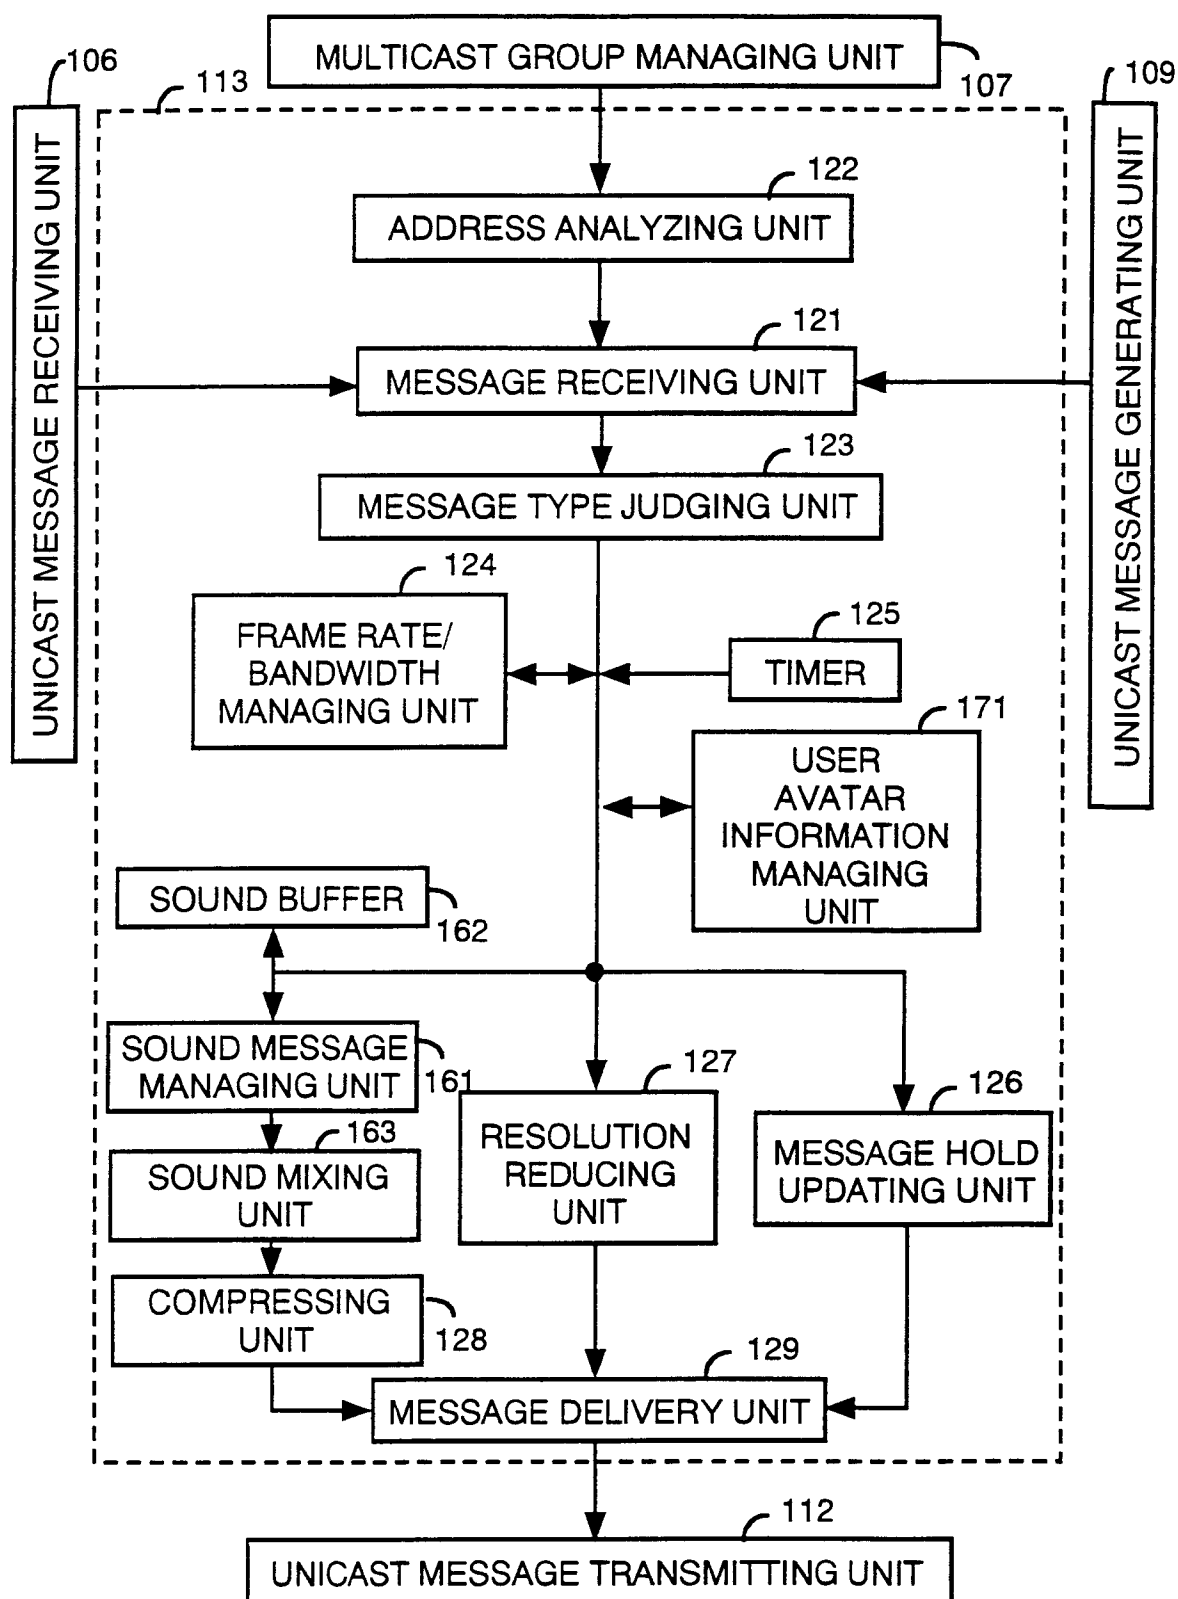 MULTICAST GROUP MANAGING UNIT
107
106
UNICAST MESSAGE RECEIVING UNIT
113
109
UNICAST MESSAGE GENERATING UNIT
122
ADDRESS ANALYZING UNIT
121
MESSAGE RECEIVING UNIT
123
MESSAGE TYPE JUDGING UNIT
124
FRAME RATE/
BANDWIDTH
MANAGING UNIT
125
TIMER
171
USER
AVATAR
INFORMATION
MANAGING
UNIT
SOUND BUFFER
162
SOUND MESSAGE
MANAGING UNIT
161
163
SOUND MIXING
UNIT
COMPRESSING
UNIT
128
127
RESOLUTION
REDUCING
UNIT
126
MESSAGE HOLD
UPDATING UNIT
129
MESSAGE DELIVERY UNIT
112
UNICAST MESSAGE TRANSMITTING UNIT